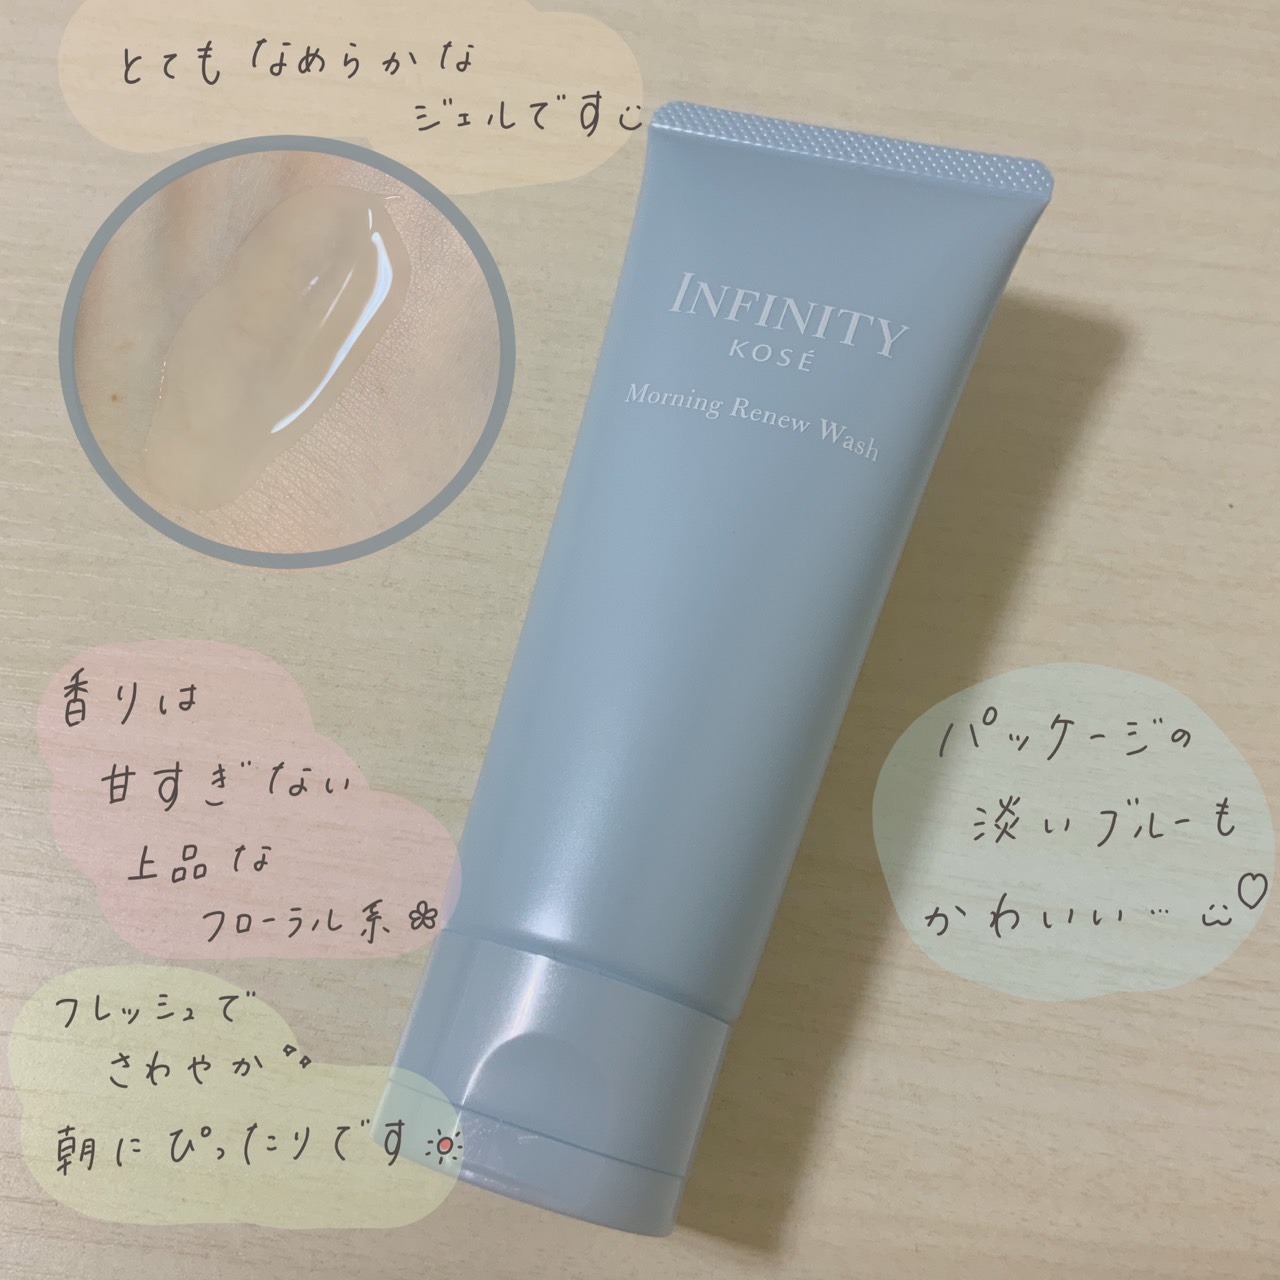 とてもなめらかな
ジェルです
INFINITY
KOSÉ
Morning Renew Wash
香りは
甘すぎない
上品な
フローラル系
パッケージの
淡いブルーも
かわいい…
フレッシュで
さわやか
朝にぴったりです